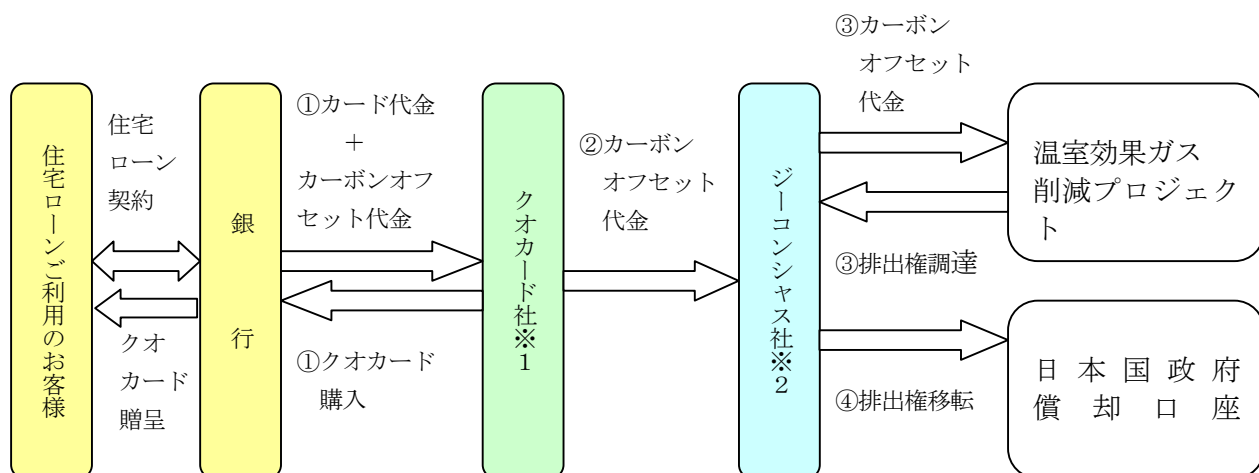 住宅ローンご利用のお客様
住宅
ローン
契約
クオ
カード
贈呈
銀行
①カード代金
+
カーボンオフ
セット代金
①クオカード
購入
クオカード社※1
②カーボン
オフセット
代金
ジーコンシャス社※2
③カーボン
オフセット
代金
③排出権調達
④排出権移転
温室効果ガス
削減プロジェク
ト
日本国政府
償却口座